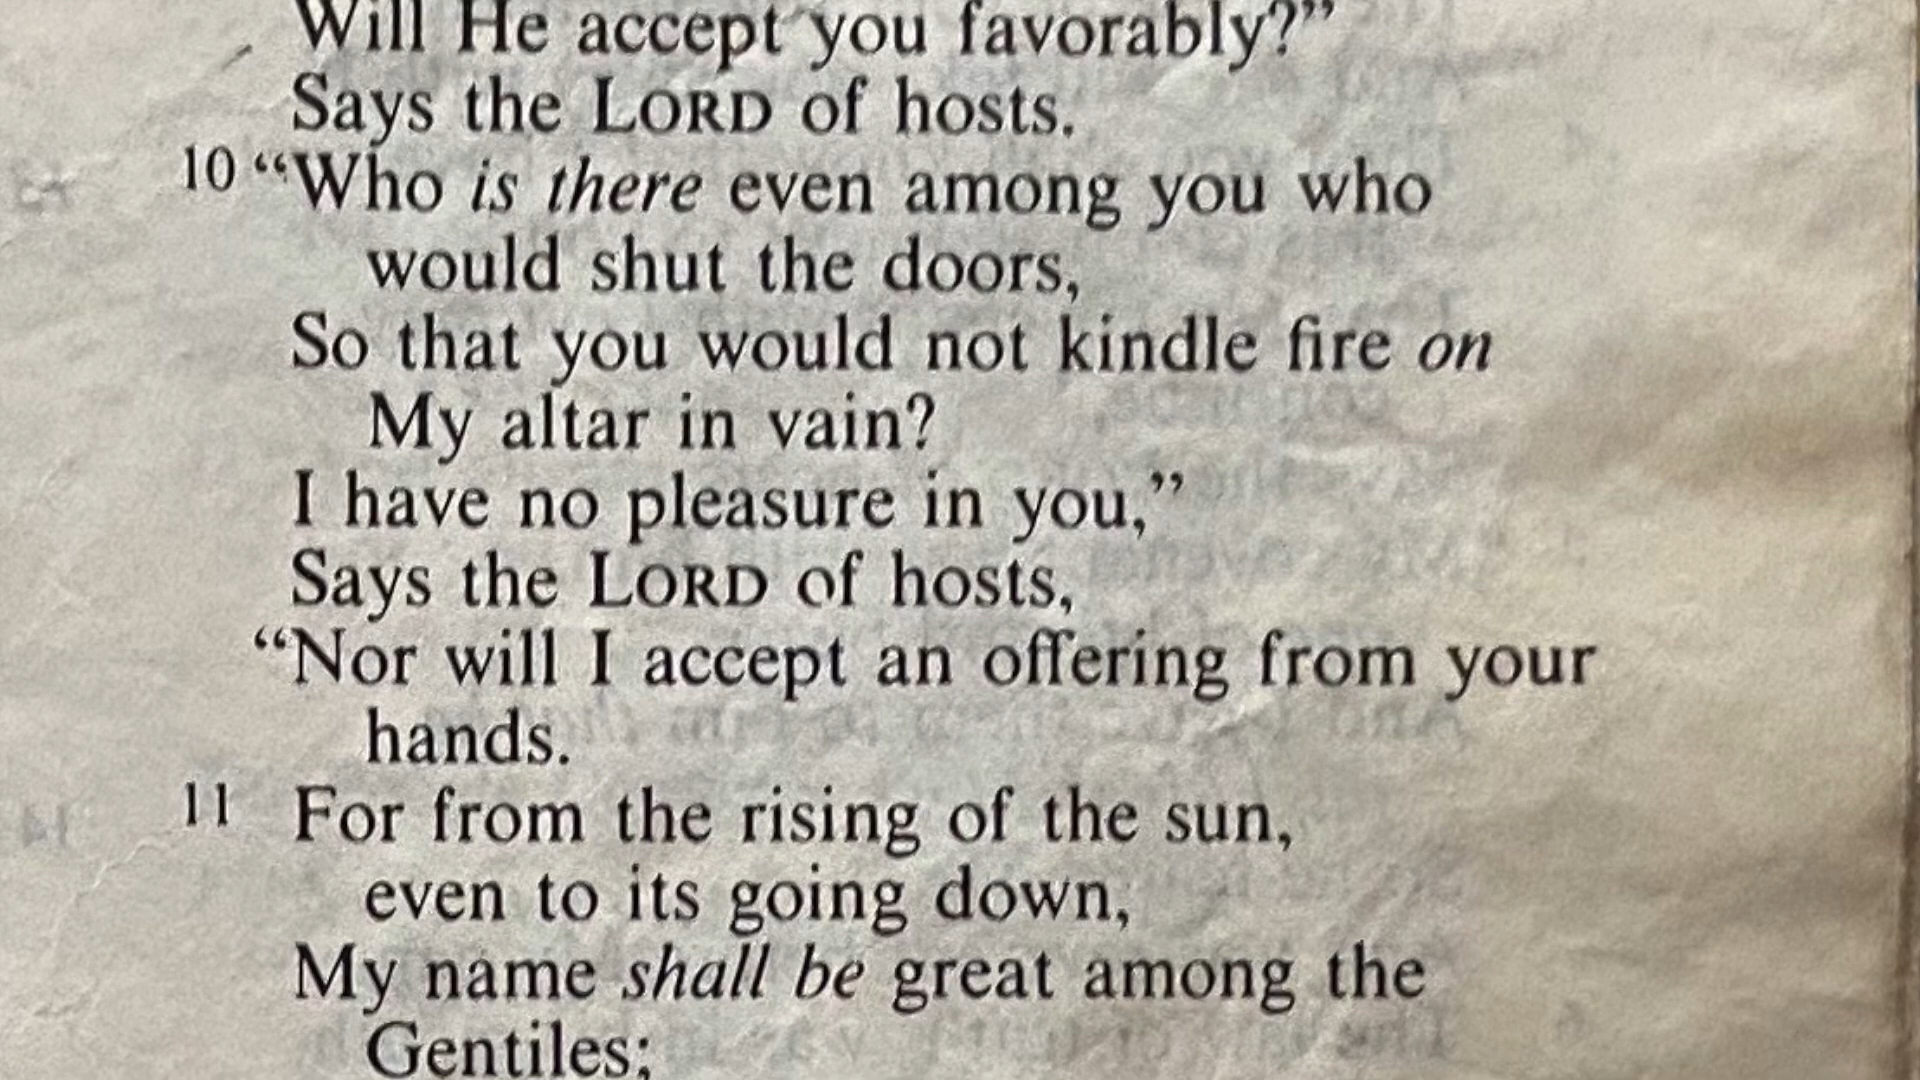 Will He accept you favorably?”
Says the LORD of hosts.
10 “Who is there even among you who
would shut the doors,
So that you would not kindle fire on
My altar in vain?
I have no pleasure in you,”
Says the LORD of hosts,
“Nor will I accept an offering from your
hands.
11 For from the rising of the sun,
even to its going down,
My name shall be great among the
Gentiles;